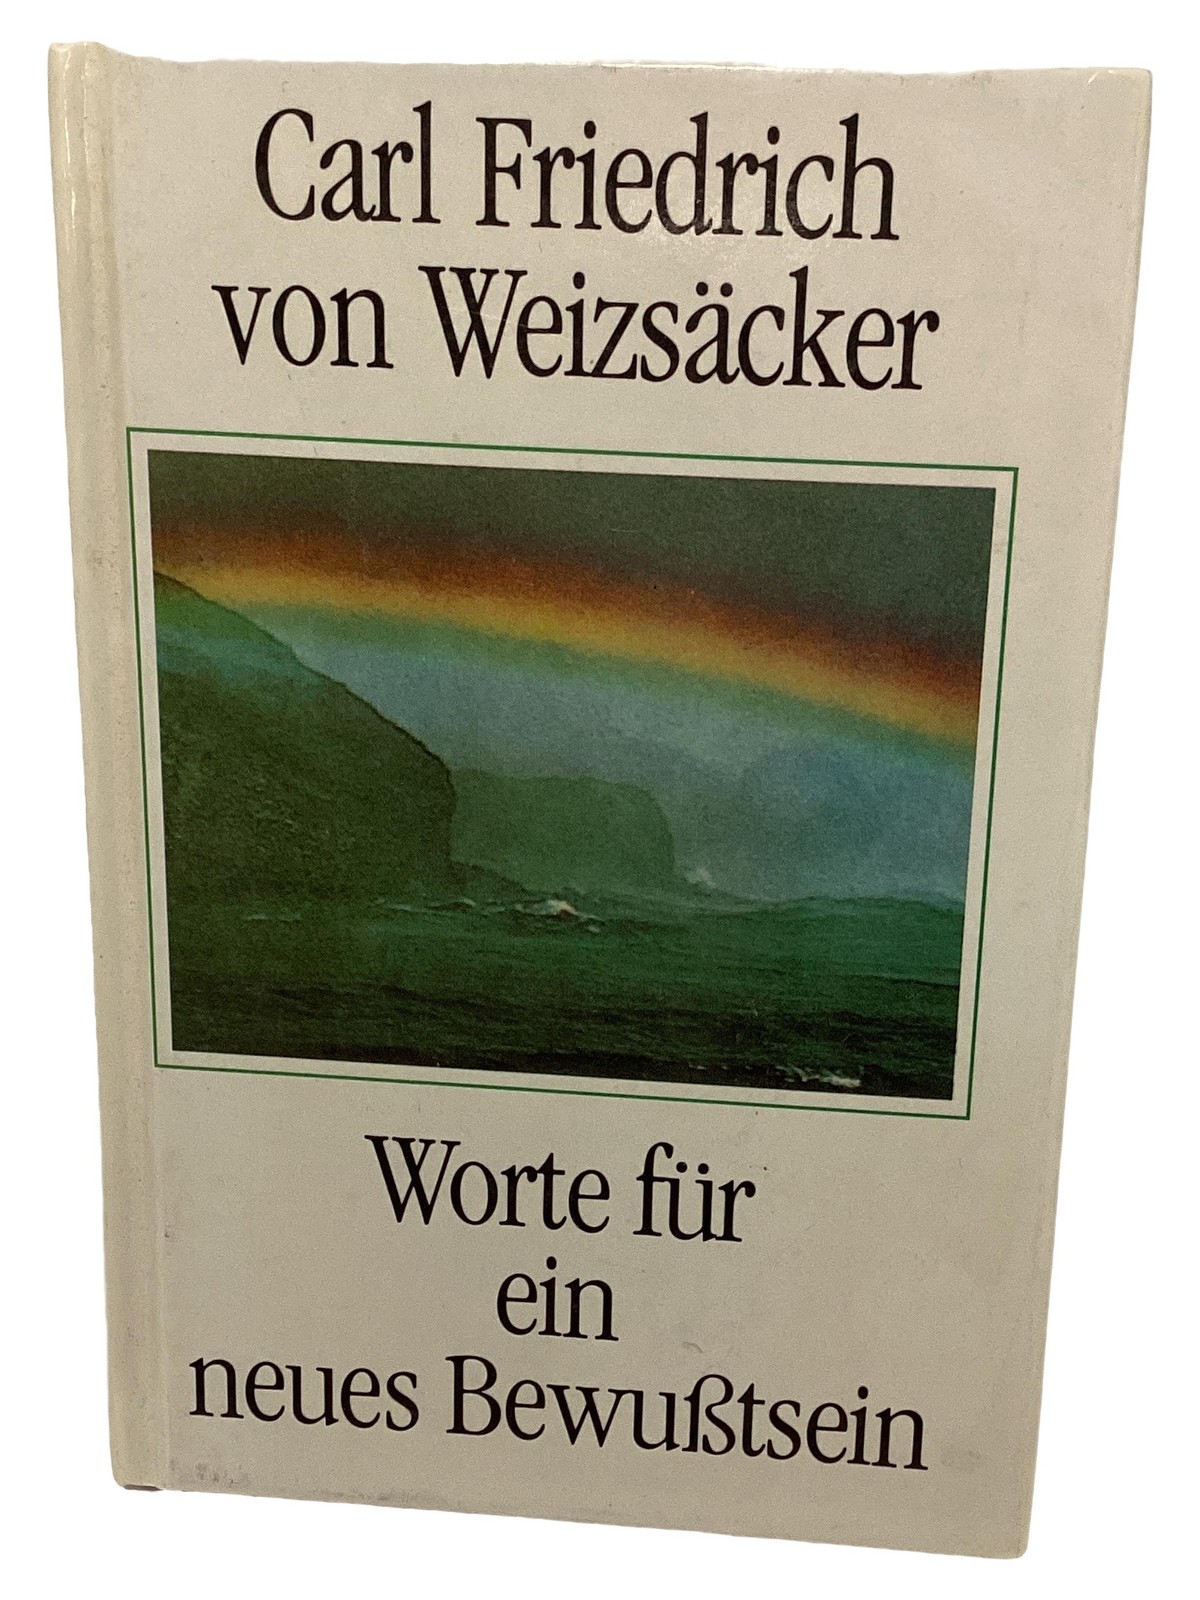 Carl Friedrich
von Weizsäcker
Worte für
ein
neues Bewußtsein